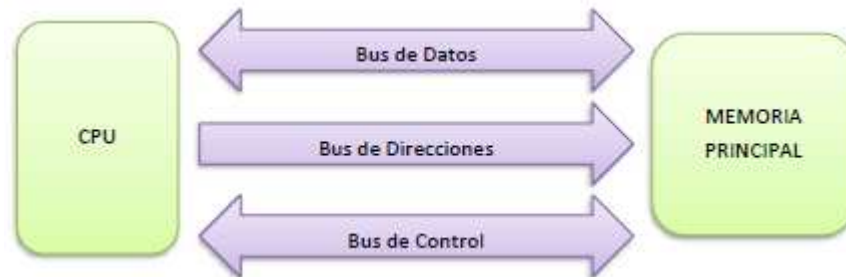 Bus de Datos
CPU
Bus de Direcciones
MEMORIA
PRINCIPAL
Bus de Control